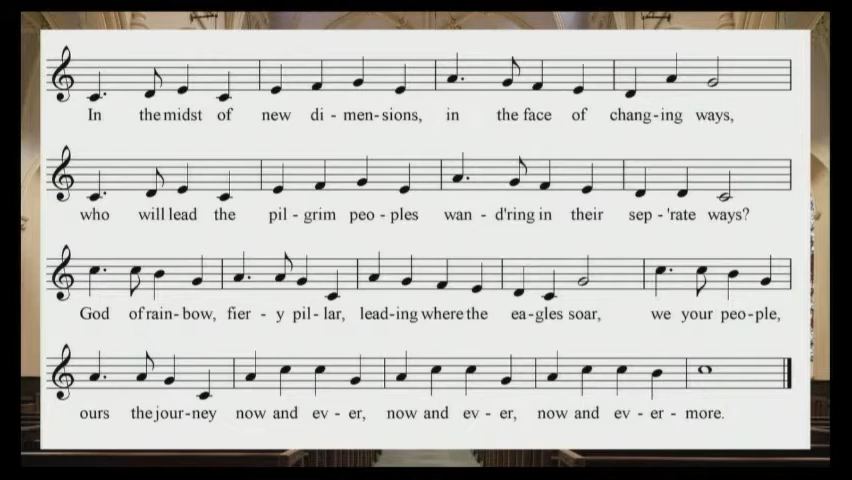 In the midst of new di - men - sions, in the face of chang - ing ways,
who will lead the pil - grim peo - ples wan - d'ring in their sep - 'rate ways?
God of rain - bow, fier - y pil - lar, lead - ing where the ea - gles soar, we your peo - ple,
ours the jour - ney now and ev - er, now and ev - er, now and ev - er - more.